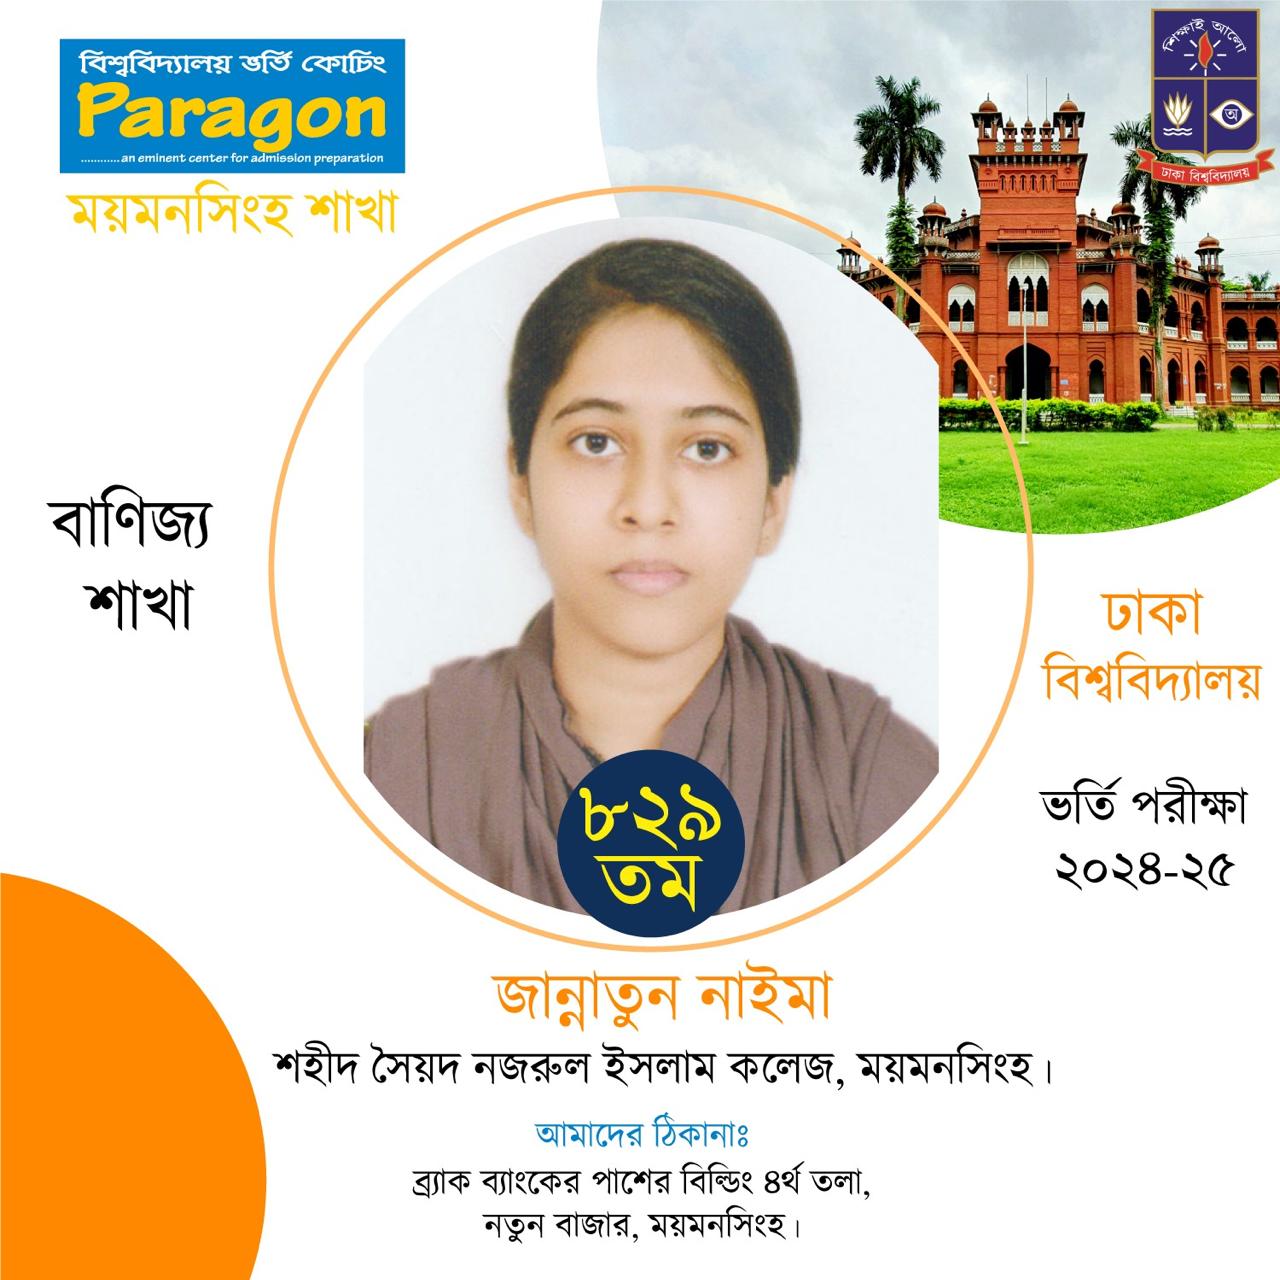 বিশ্ববিদ্যালয় ভর্তি কোচিং
Paragon
............an eminent center for admission preparation
ময়মনসিংহ শাখা
শিক্ষাই আলো
অ
ঢাকা বিশ্ববিদ্যালয়
বাণিজ্য
শাখা
ঢাকা
বিশ্ববিদ্যালয়
ভর্তি পরীক্ষা
২০২৪-২৫
৮২৯
তম
জান্নাতুন নাইমা
শহীদ সৈয়দ নজরুল ইসলাম কলেজ, ময়মনসিংহ।
আমাদের ঠিকানাঃ
ব্র্যাক ব্যাংকের পাশের বিল্ডিং ৪র্থ তলা,
নতুন বাজার, ময়মনসিংহ।